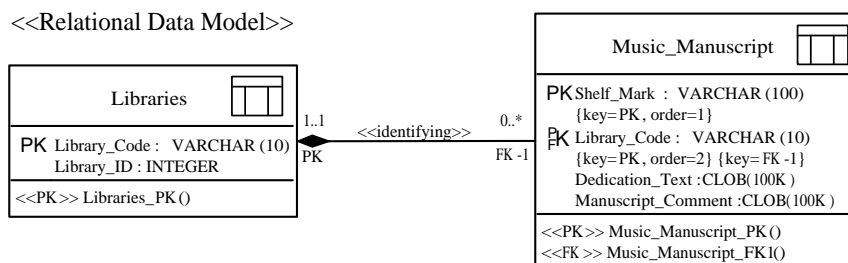 <<Relational Data Model>>
Libraries
PK Library_Code : VARCHAR (10)
Library_ID : INTEGER
<<PK>> Libraries_PK()
1..1
PK
<<identifying>>
0..*
FK -1
Music_Manuscript
PK Shelf_Mark : VARCHAR (100)
{key=PK, order=1}
PK F Library_Code : VARCHAR (10)
{key=PK, order=2} {key=FK -1}
Dedication_Text :CLOB(100K )
Manuscript_Comment :CLOB(100K )
<<PK>> Music_Manuscript_PK()
<<FK >> Music_Manuscript_FK1()